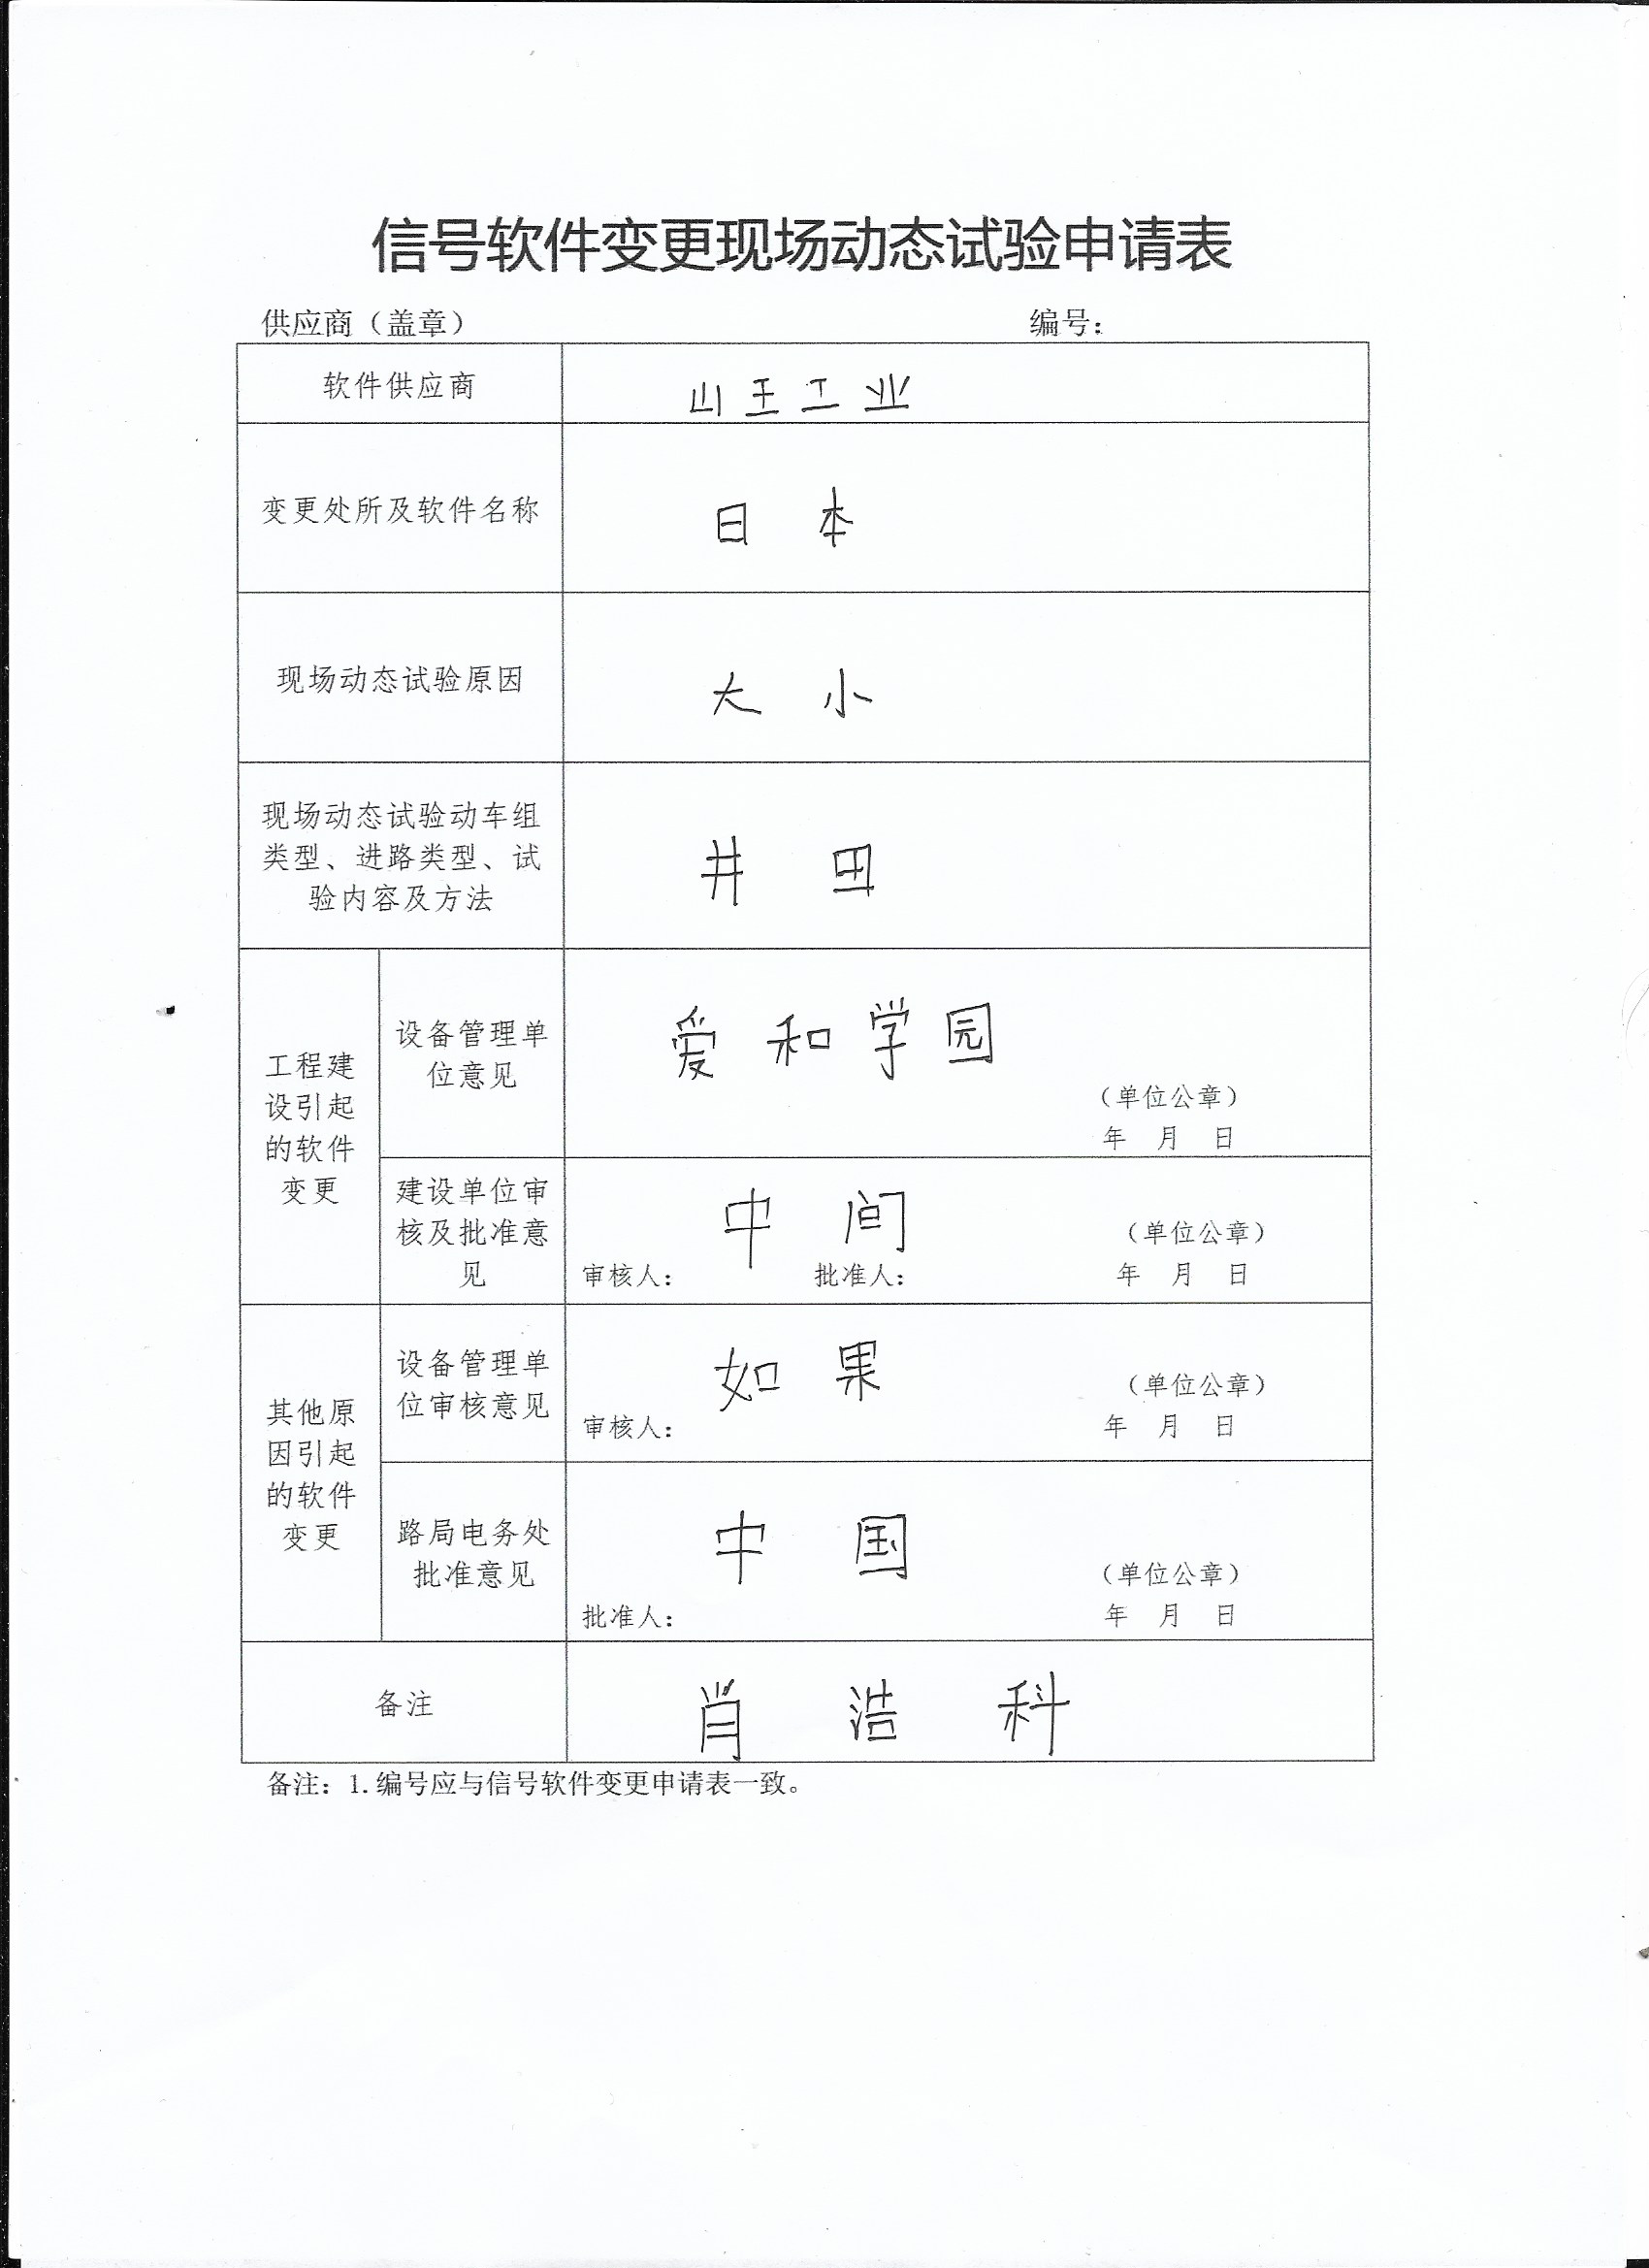 信号软件变更现场动态试验申请表
供应商（盖章） 编号：
软件供应商 山王工业
变更处所及软件名称 日 本
现场动态试验原因 大 小
现场动态试验动车组
类型、进路类型、试
验内容及方法
井 田
工程建
设引起
的软件
变更
设备管理单
位意见
爱和学园
（单位公章）
年 月 日
建设单位审
核及批准意
见
中 间
（单位公章）
审核人： 批准人： 年 月 日
其他原
因引起
的软件
变更
设备管理单
位审核意见
如 果
（单位公章）
审核人： 年 月 日
路局电务处
批准意见
中 国
（单位公章）
批准人： 年 月 日
备注 肖 浩 科
备注：1.编号应与信号软件变更申请表一致。